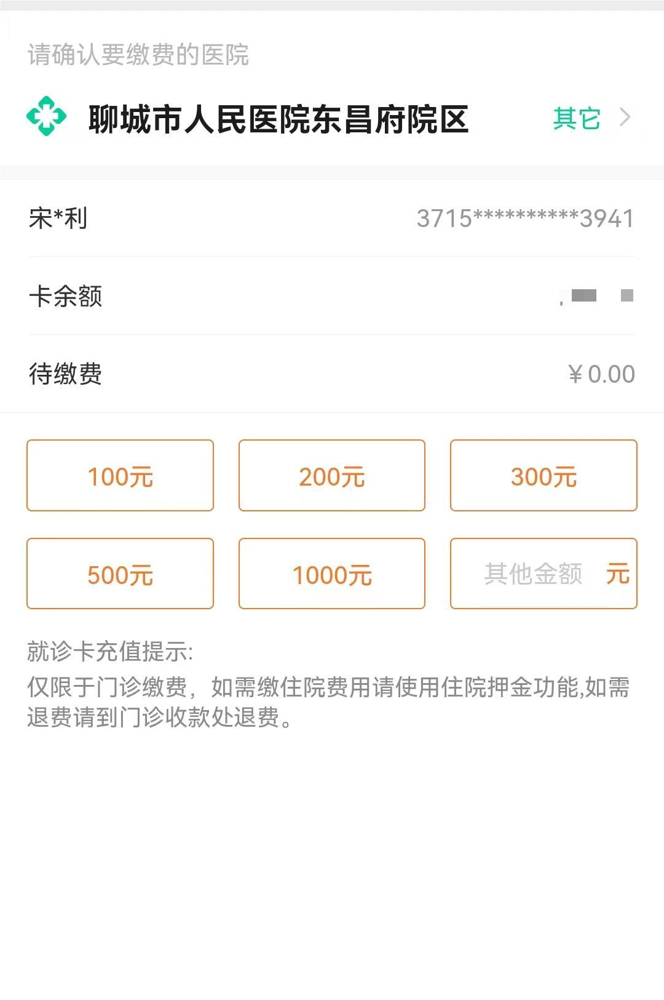 请确认要缴费的医院
聊城市人民医院东昌府院区 其它
宋*利 3715**********3941
卡余额
待缴费 ¥0.00
100元 200元 300元
500元 1000元 其他金额 元
就诊卡充值提示:
仅限于门诊缴费，如需缴住院费用请使用住院押金功能,如需
退费请到门诊收款处退费。